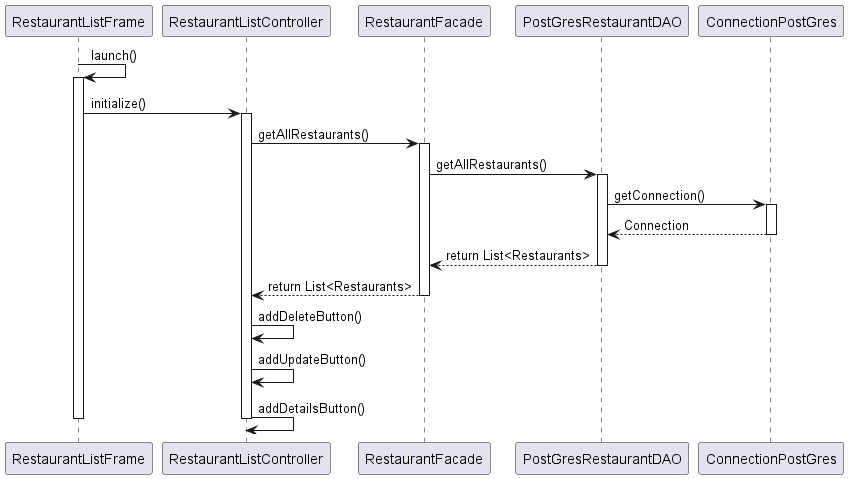 RestaurantListFrame RestaurantListController RestaurantFacade PostGresRestaurantDAO ConnectionPostGres
launch()
initialize()
getAllRestaurants()
getAllRestaurants()
getConnection()
Connection
return List<Restaurants>
return List<Restaurants>
addDeleteButton()
addUpdateButton()
addDetailsButton()
RestaurantListFrame RestaurantListController RestaurantFacade PostGresRestaurantDAO ConnectionPostGres